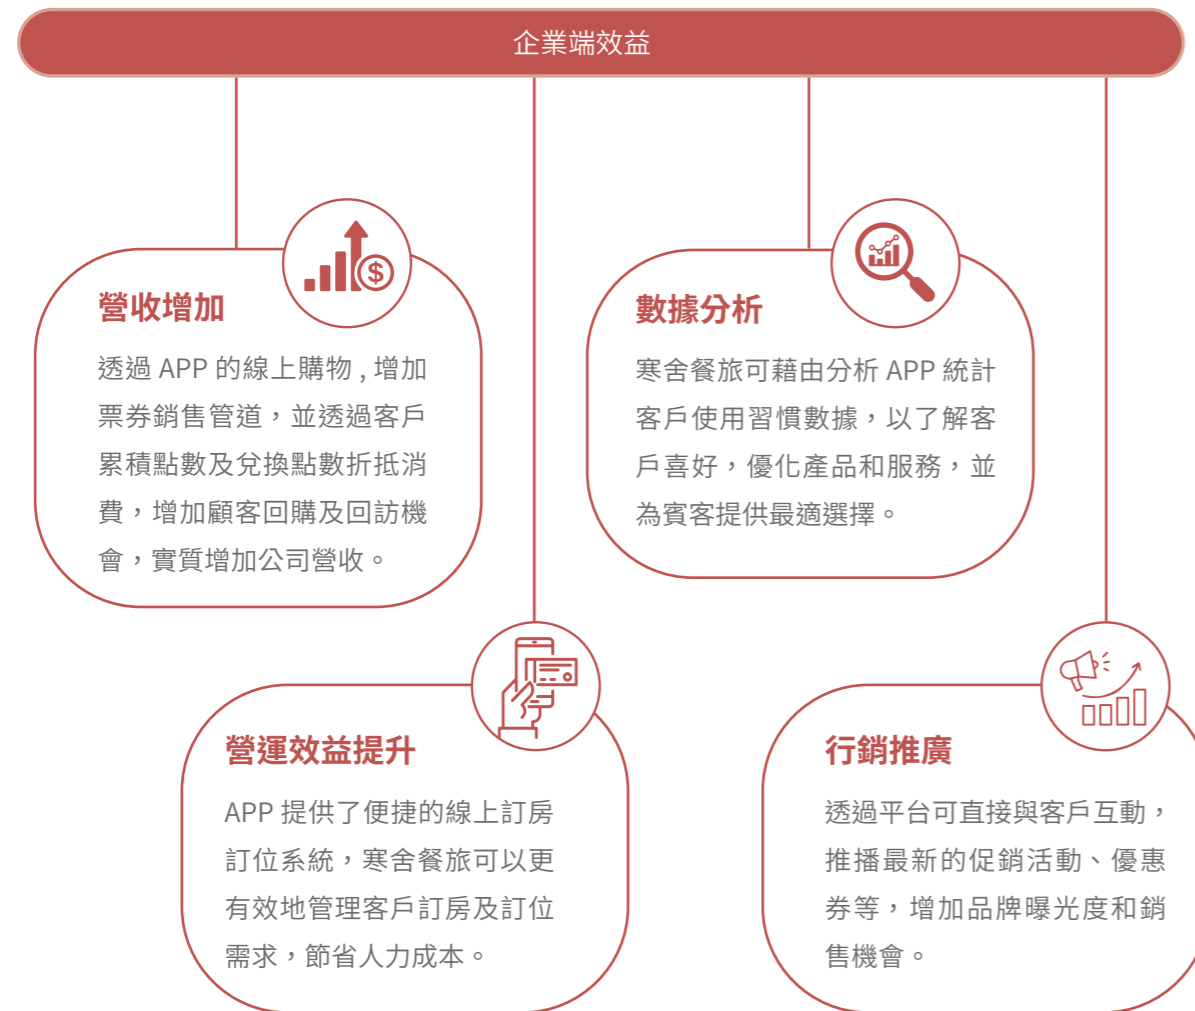 企業端效益
$
營收增加
透過 APP 的線上購物 , 增加
票券銷售管道，並透過客戶
累積點數及兌換點數折抵消
費，增加顧客回購及回訪機
會，實質增加公司營收。
數據分析
寒舍餐旅可藉由分析 APP 統計
客戶使用習慣數據，以了解客
戶喜好，優化產品和服務，並
為賓客提供最適選擇。
營運效益提升
APP 提供了便捷的線上訂房
訂位系統，寒舍餐旅可以更
有效地管理客戶訂房及訂位
需求，節省人力成本。
行銷推廣
透過平台可直接與客戶互動，
推播最新的促銷活動、優惠
券等，增加品牌曝光度和銷
售機會。